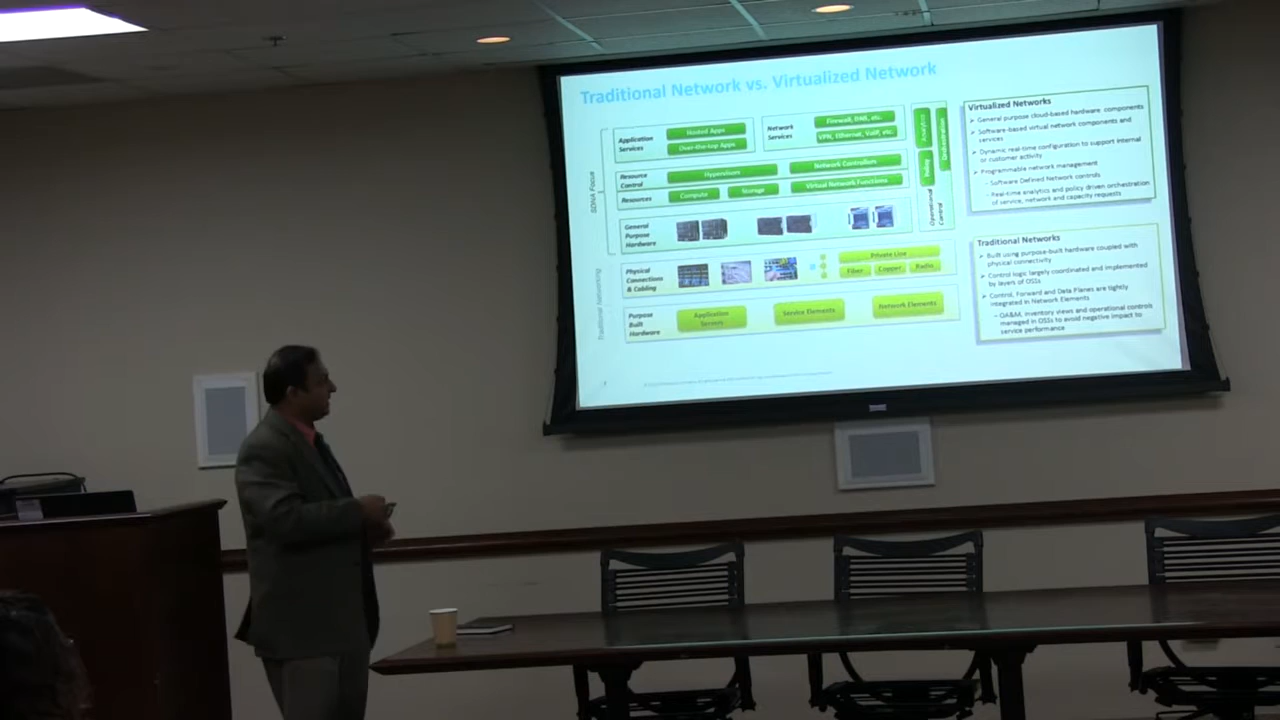 Traditional Network vs. Virtualized Network
Application
Services
Hosted Apps
Over-the-top Apps
Network
Services
Firewall, BNG, etc.
VPN, Ethernet, VoIP, etc.
Resource
Control
Hypervisors
Network Controllers
Resources
Compute
Storage
Virtual Network Functions
General
Purpose
Hardware
Physical
Connections
& Cabling
Private Line
Fiber
Copper
Radio
Purpose
Built
Hardware
Application
Servers
Service Elements
Network Elements
SDNA Focus
Traditional Networking
Analytics
Policy
Orchestration
Operational
Control
Virtualized Networks
General purpose cloud-based hardware components
Software-based virtual network components and
services
Dynamic real-time configuration to support internal
or customer activity
Programmable network management
– Software Defined Network controls
– Real-time analytics and policy driven orchestration
of service, network and capacity requests
Traditional Networks
Built using purpose-built hardware coupled with
physical connectivity
Control logic largely coordinated and implemented
by layers of OSSs
Control, Forward and Data Planes are tightly
integrated in Network Elements
– OA&M, inventory views and operational controls
managed in OSSs to avoid negative impact to
service performance